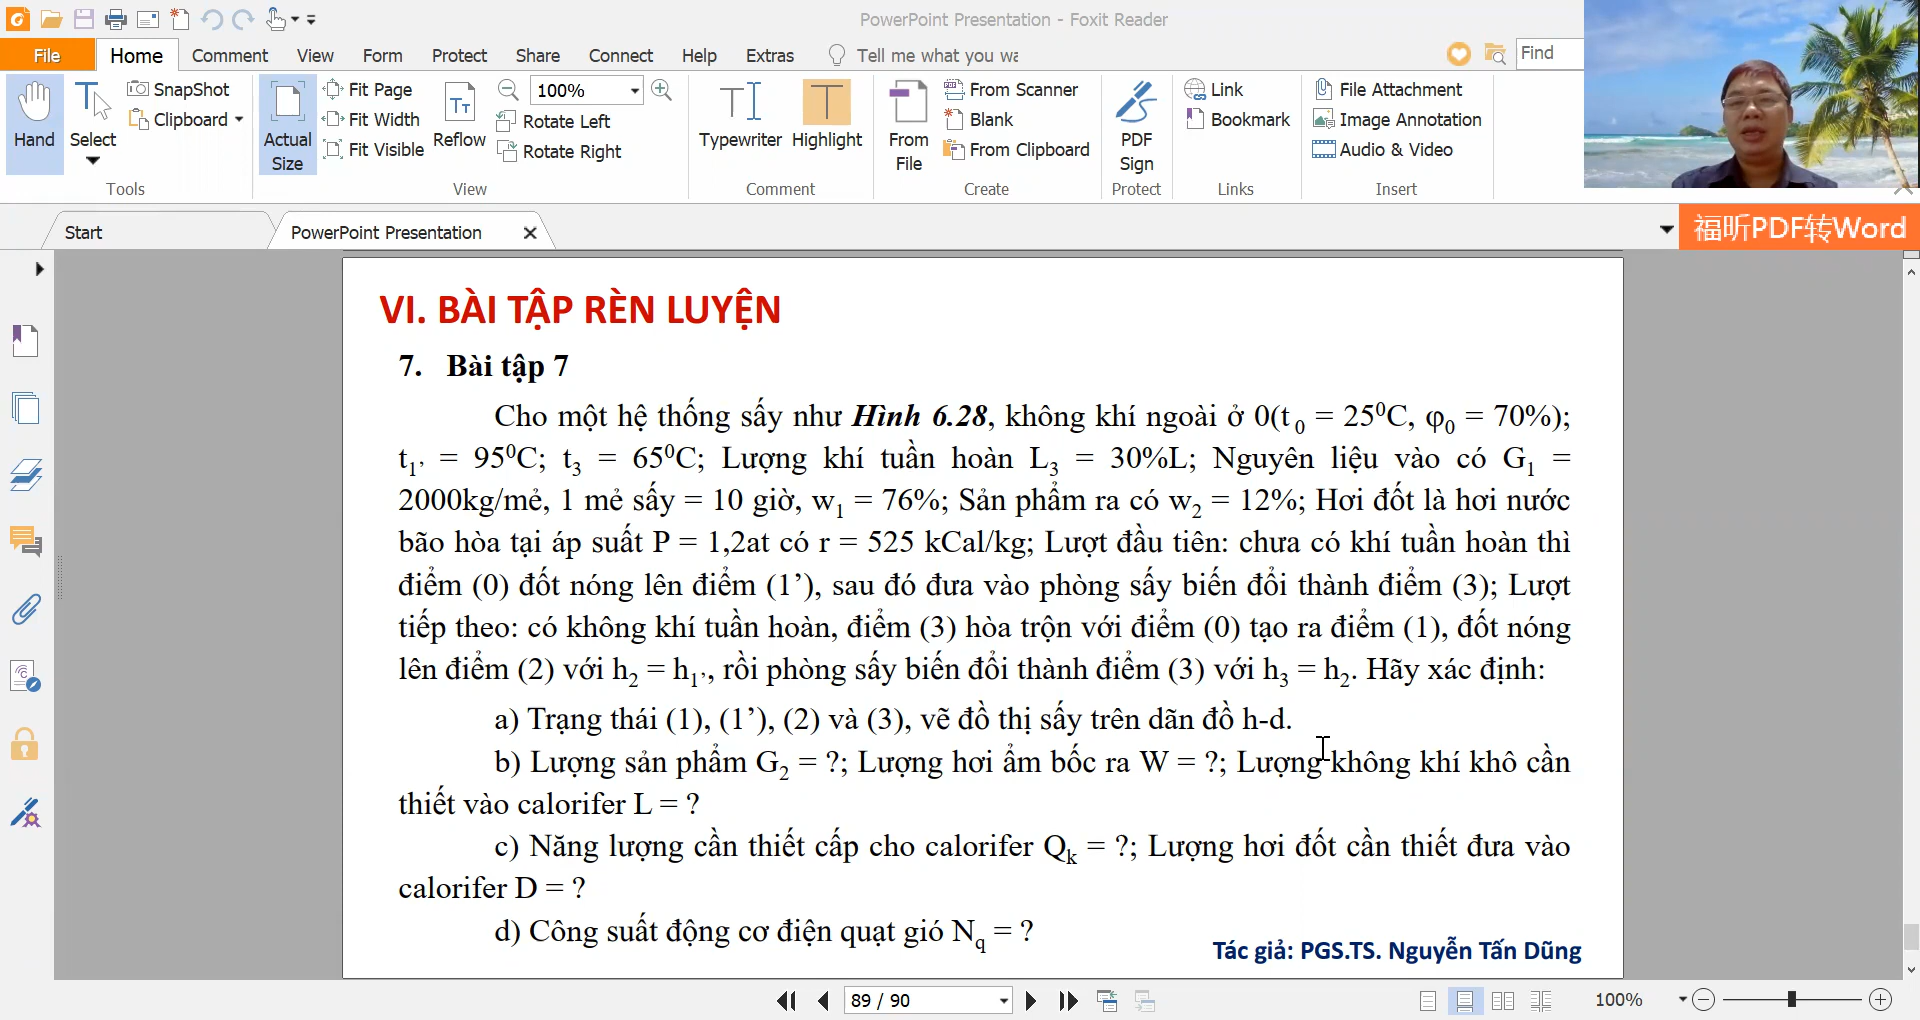 PowerPoint Presentation - Foxit Reader
File Home Comment View Form Protect Share Connect Help Extras Tell me what you wa Find
Hand Select SnapShot Clipboard Tools
Actual Size Fit Page Fit Width Fit Visible Reflow 100% Rotate Left Rotate Right View
Typewriter Highlight Comment
From File From Scanner Blank From Clipboard Create
PDF Sign Protect
Link Bookmark Links
File Attachment Image Annotation Audio & Video Insert
Start PowerPoint Presentation 福昕PDF转Word
VI. BÀI TẬP RÈN LUYỆN
7. Bài tập 7
Cho một hệ thống sấy như Hình 6.28, không khí ngoài ở 0(t₀ = 25⁰C, φ₀ = 70%);
t₁’ = 95⁰C; t₃ = 65⁰C; Lượng khí tuần hoàn L₃ = 30%L; Nguyên liệu vào có G₁ =
2000kg/mẻ, 1 mẻ sấy = 10 giờ, w₁ = 76%; Sản phẩm ra có w₂ = 12%; Hơi đốt là hơi nước
bão hòa tại áp suất P = 1,2at có r = 525 kCal/kg; Lượt đầu tiên: chưa có khí tuần hoàn thì
điểm (0) đốt nóng lên điểm (1’), sau đó đưa vào phòng sấy biến đổi thành điểm (3); Lượt
tiếp theo: có không khí tuần hoàn, điểm (3) hòa trộn với điểm (0) tạo ra điểm (1), đốt nóng
lên điểm (2) với h₂ = h₁’, rồi phòng sấy biến đổi thành điểm (3) với h₃ = h₂. Hãy xác định:
a) Trạng thái (1), (1’), (2) và (3), vẽ đồ thị sấy trên dãn đồ h-d.
b) Lượng sản phẩm G₂ = ?; Lượng hơi ẩm bốc ra W = ?; Lượng không khí khô cần
thiết vào calorifer L = ?
c) Năng lượng cần thiết cấp cho calorifer Qₖ = ?; Lượng hơi đốt cần thiết đưa vào
calorifer D = ?
d) Công suất động cơ điện quạt gió N_q = ?
Tác giả: PGS.TS. Nguyễn Tấn Dũng
89 / 90 100%